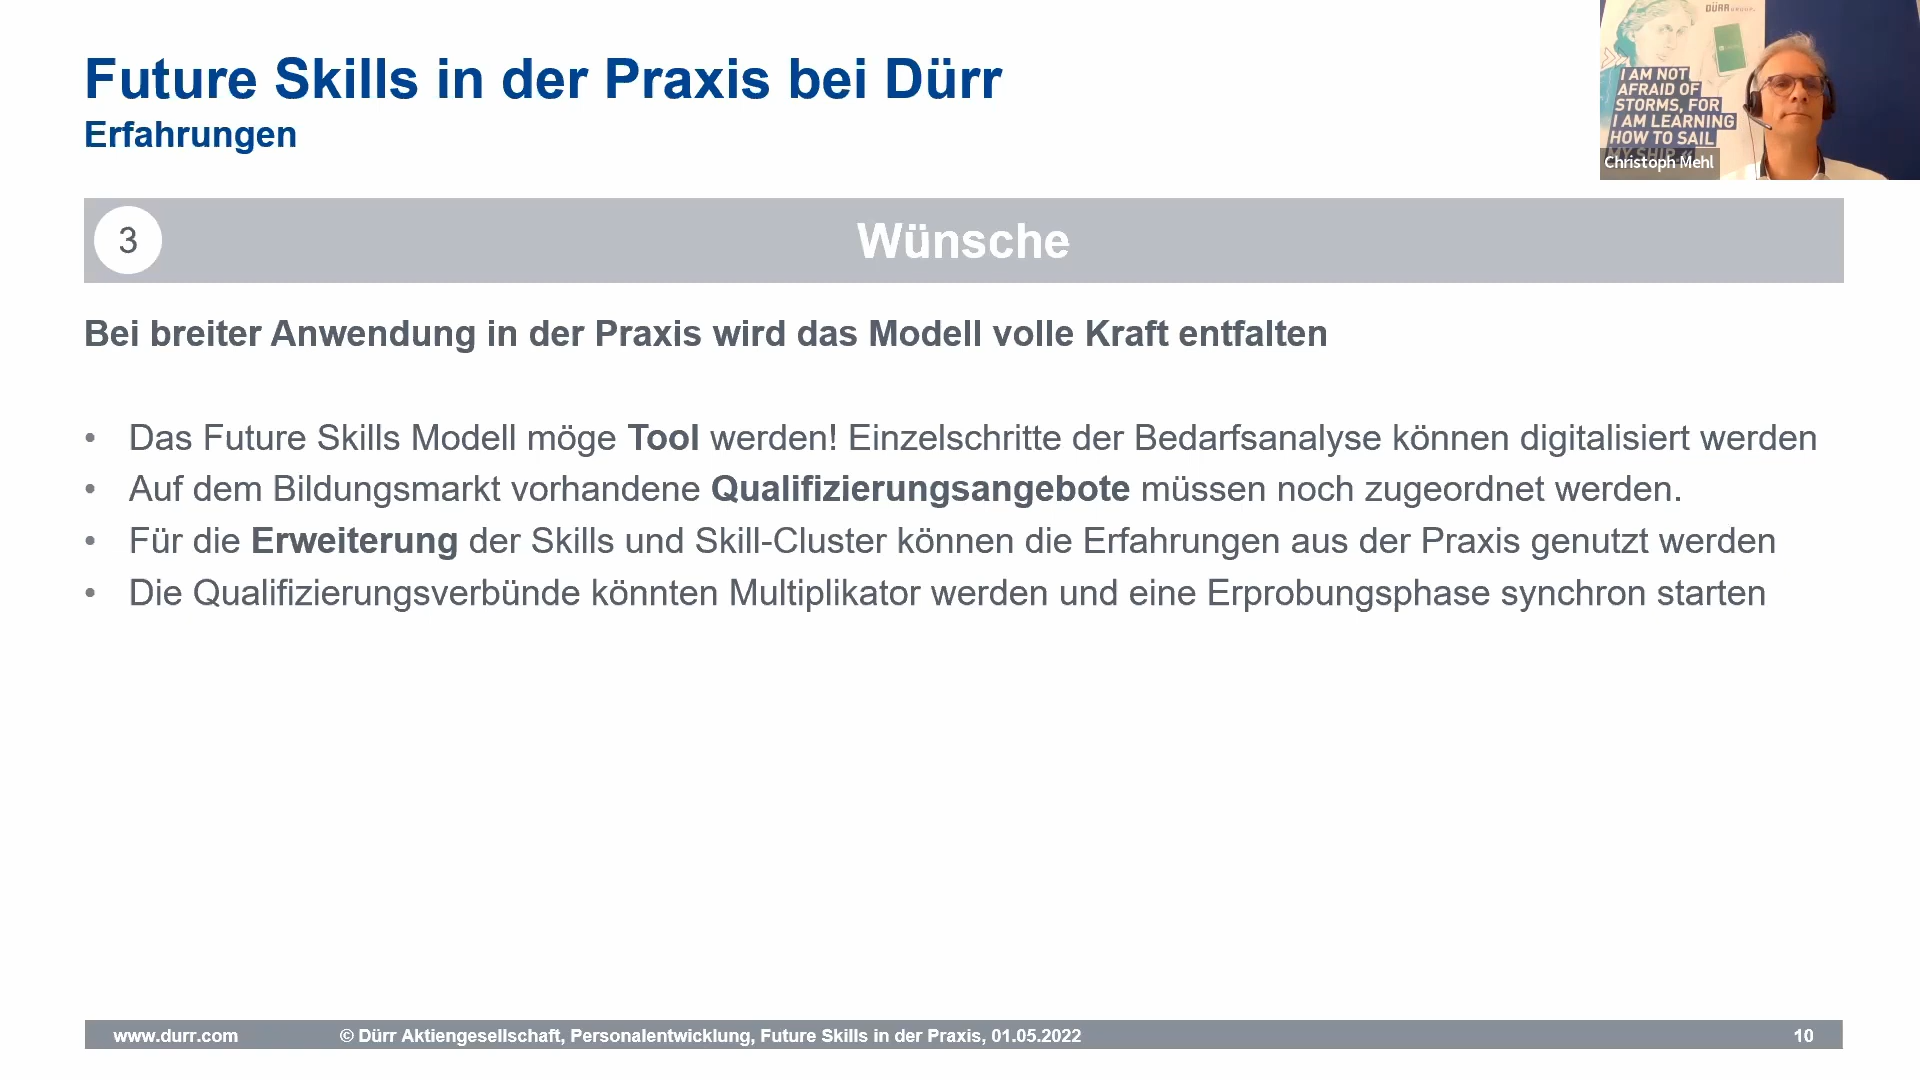 Future Skills in der Praxis bei Dürr
Erfahrungen
DÜRR GROUP.
I AM NOT
AFRAID OF
STORMS, FOR
I AM LEARNING
HOW TO SAIL
MY SHIP.
Christoph Mehl
3
Wünsche
Bei breiter Anwendung in der Praxis wird das Modell volle Kraft entfalten
• Das Future Skills Modell möge Tool werden! Einzelschritte der Bedarfsanalyse können digitalisiert werden
• Auf dem Bildungsmarkt vorhandene Qualifizierungsangebote müssen noch zugeordnet werden.
• Für die Erweiterung der Skills und Skill-Cluster können die Erfahrungen aus der Praxis genutzt werden
• Die Qualifizierungsverbünde könnten Multiplikator werden und eine Erprobungsphase synchron starten
www.durr.com © Dürr Aktiengesellschaft, Personalentwicklung, Future Skills in der Praxis, 01.05.2022 10